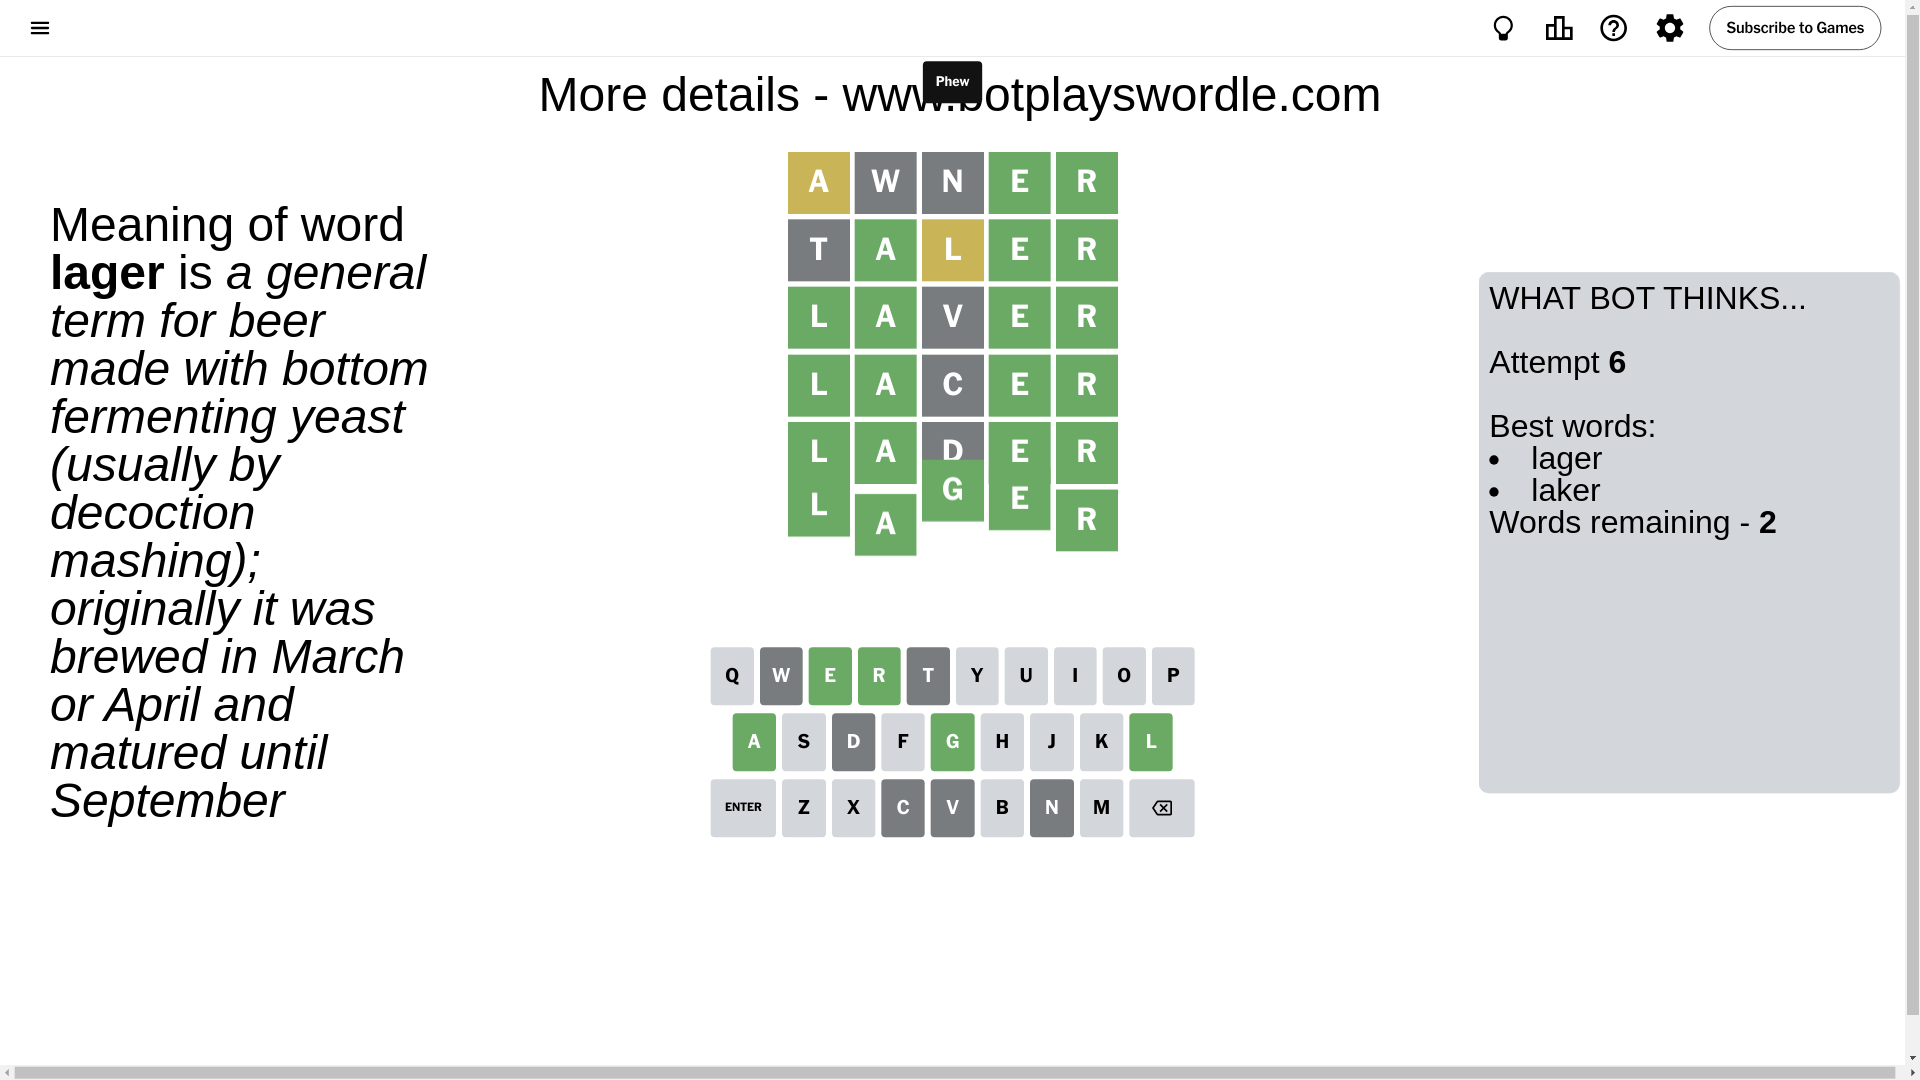 Subscribe to Games
Phew
More details - www.botplayswordle.com
Meaning of word
lager is a general
term for beer
made with bottom
fermenting yeast
(usually by
decoction
mashing);
originally it was
brewed in March
or April and
matured until
September
A W N E R
T A L E R
L A V E R
L A C E R
L A D E R
L A G E R
WHAT BOT THINKS...
Attempt 6
Best words:
• lager
• laker
Words remaining - 2
Q W E R T Y U I O P
A S D F G H J K L
ENTER Z X C V B N M